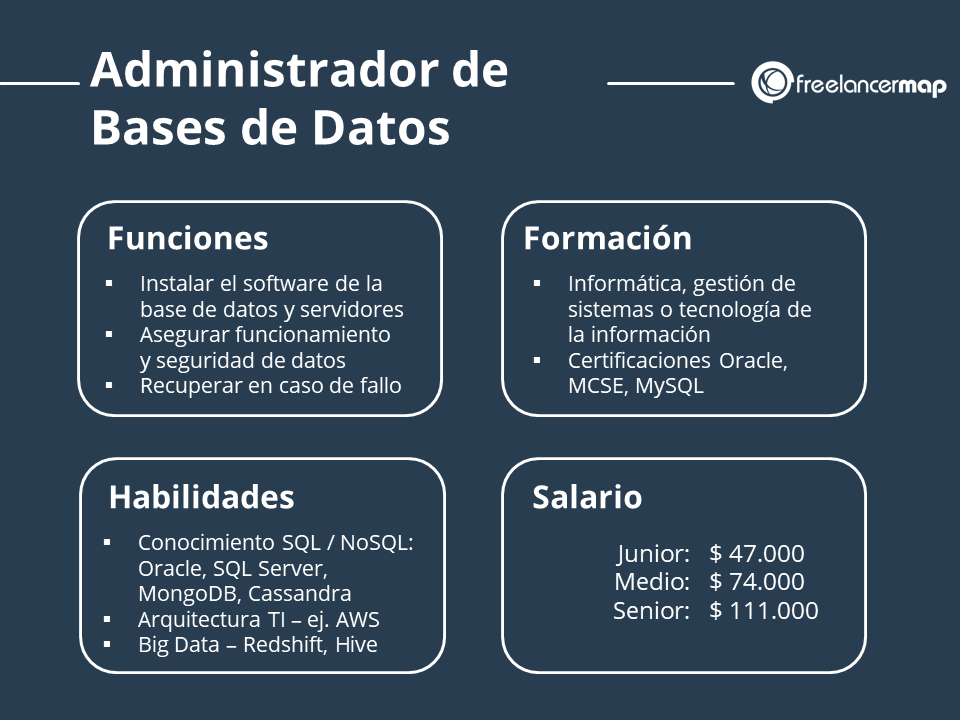 Administrador de
Bases de Datos
freelancermap
Funciones
▪ Instalar el software de la
base de datos y servidores
▪ Asegurar funcionamiento
y seguridad de datos
▪ Recuperar en caso de fallo
Formación
▪ Informática, gestión de
sistemas o tecnología de
la información
▪ Certificaciones Oracle,
MCSE, MySQL
Habilidades
▪ Conocimiento SQL / NoSQL:
Oracle, SQL Server,
MongoDB, Cassandra
▪ Arquitectura TI – ej. AWS
▪ Big Data – Redshift, Hive
Salario
Junior: $ 47.000
Medio: $ 74.000
Senior: $ 111.000